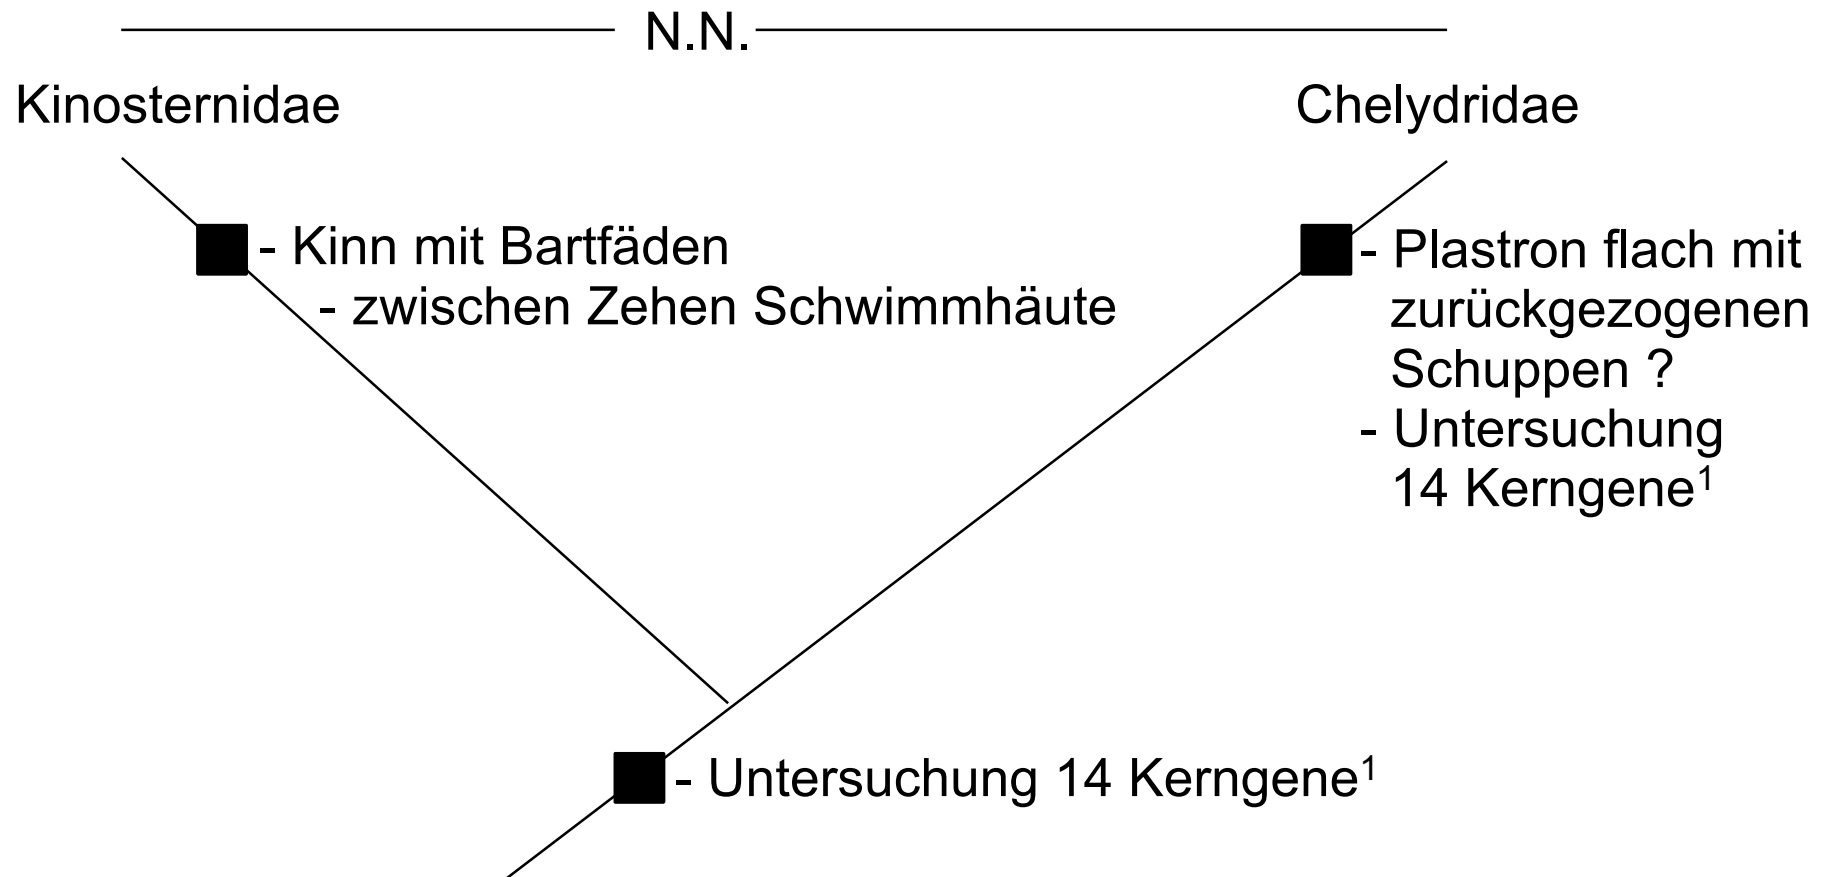 N.N.
Kinosternidae
Chelydridae
- Kinn mit Bartfäden
- zwischen Zehen Schwimmhäute
- Plastron flach mit
zurückgezogenen
Schuppen ?
- Untersuchung
14 Kerngene¹
- Untersuchung 14 Kerngene¹